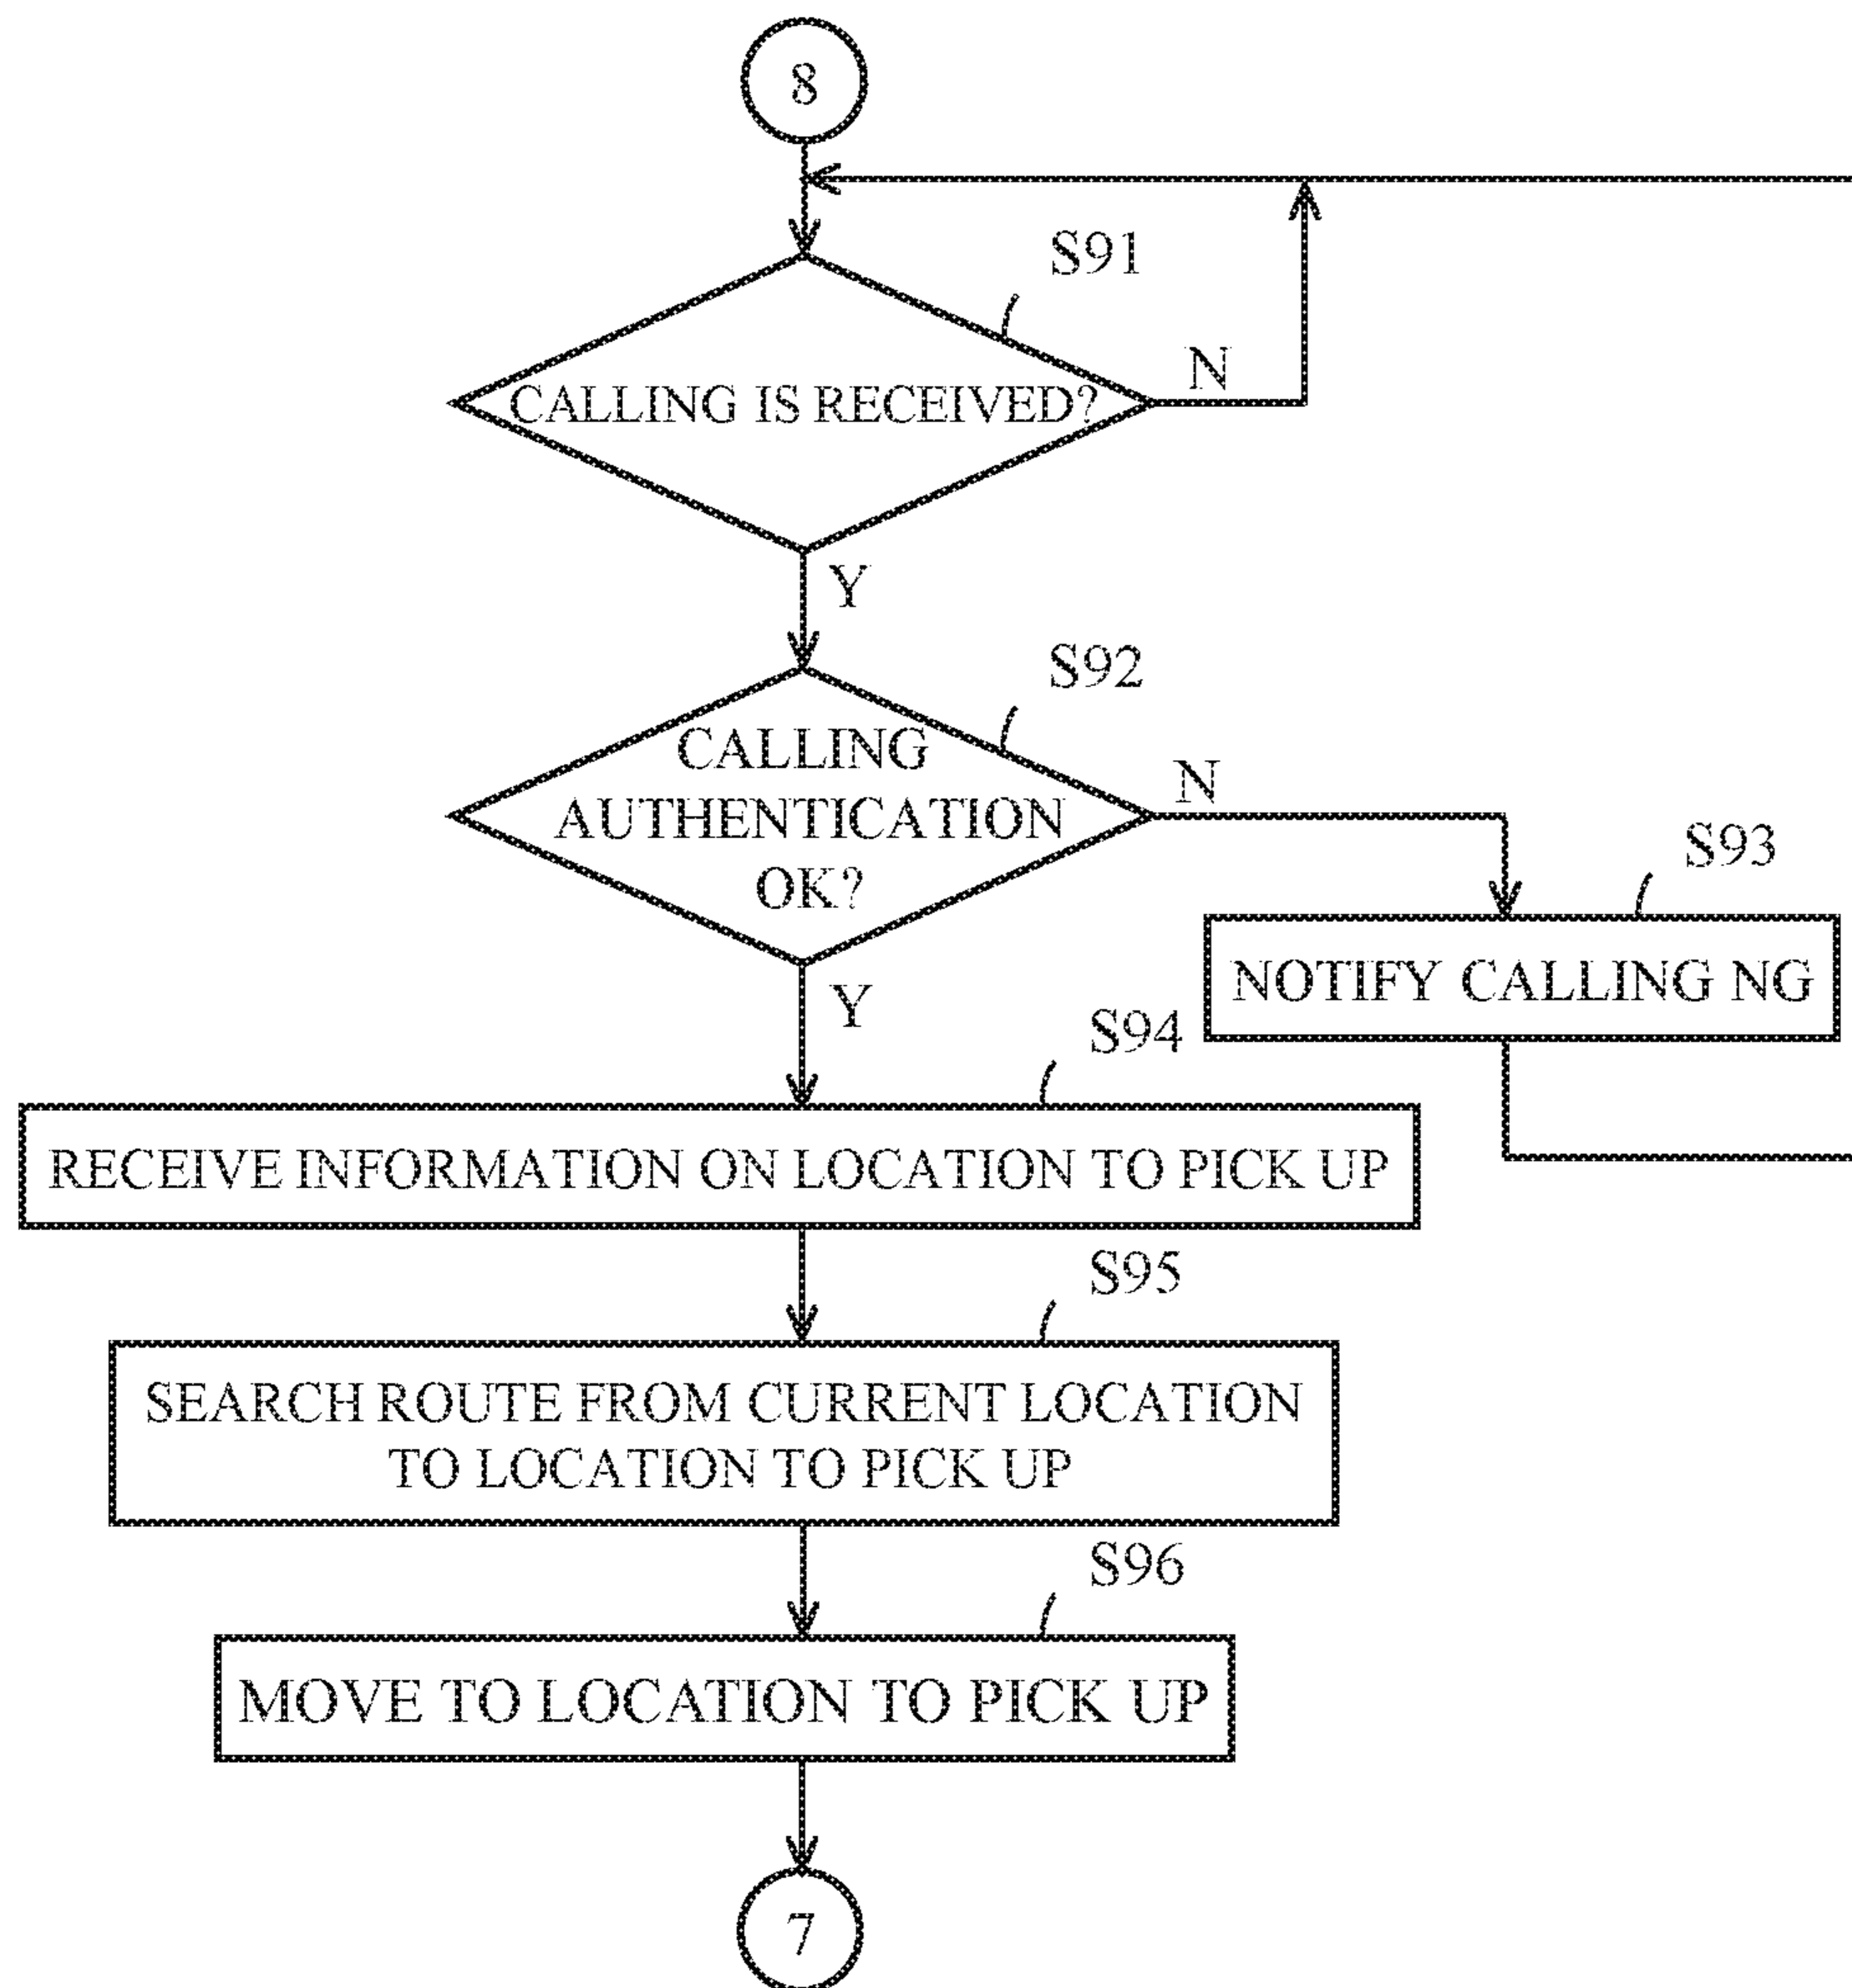 8
S91
CALLING IS RECEIVED?
N
Y
S92
CALLING
AUTHENTICATION
OK?
N
S93
NOTIFY CALLING NG
Y
S94
RECEIVE INFORMATION ON LOCATION TO PICK UP
S95
SEARCH ROUTE FROM CURRENT LOCATION
TO LOCATION TO PICK UP
S96
MOVE TO LOCATION TO PICK UP
7